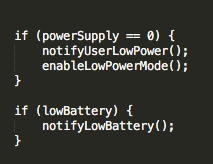 if (powerSupply == 0) {
    notifyUserLowPower();
    enableLowPowerMode();
}
if (lowBattery) {
    notifyLowBattery();
}